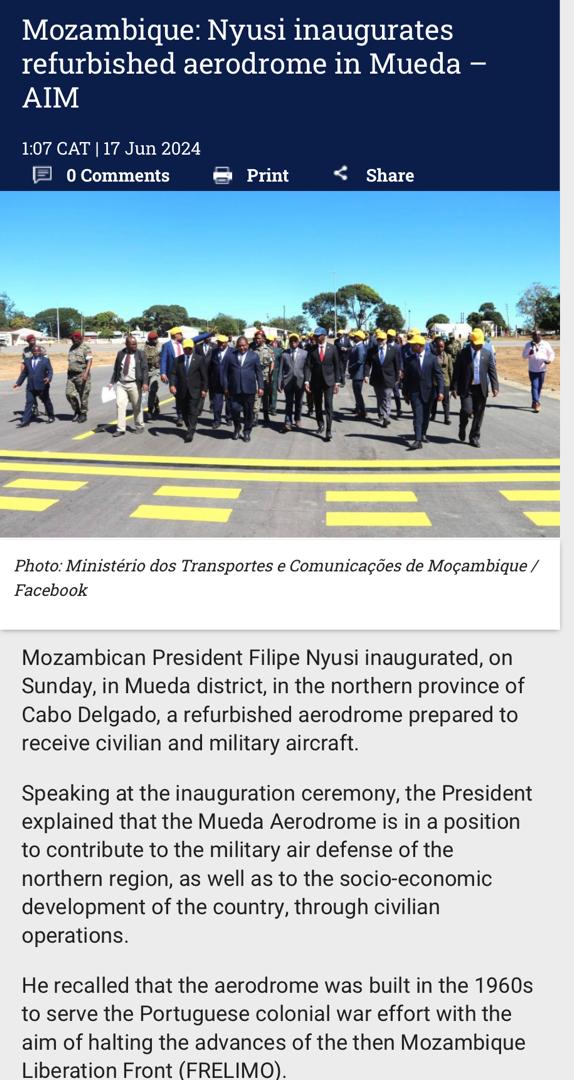 Mozambique: Nyusi inaugurates
refurbished aerodrome in Mueda –
AIM
1:07 CAT | 17 Jun 2024
0 Comments Print Share
Photo: Ministério dos Transportes e Comunicações de Moçambique /
Facebook
Mozambican President Filipe Nyusi inaugurated, on
Sunday, in Mueda district, in the northern province of
Cabo Delgado, a refurbished aerodrome prepared to
receive civilian and military aircraft.
Speaking at the inauguration ceremony, the President
explained that the Mueda Aerodrome is in a position
to contribute to the military air defense of the
northern region, as well as to the socio-economic
development of the country, through civilian
operations.
He recalled that the aerodrome was built in the 1960s
to serve the Portuguese colonial war effort with the
aim of halting the advances of the then Mozambique
Liberation Front (FRELIMO).